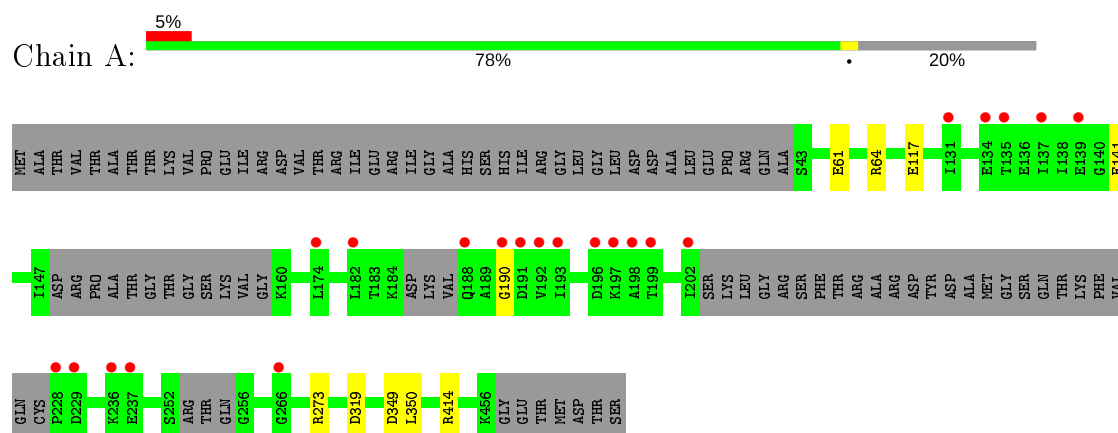 5%
Chain A:
78%
•
20%
MET ALA THR VAL THR ALA THR THR LYS VAL PRO GLU ILE ARG ASP VAL THR ARG ILE GLU ARG ILE GLY ALA HIS SER HIS ILE ARG GLY LEU GLY LEU ASP ASP ALA LEU GLU PRO ARG GLN ALA S43 E61 R64 E117 I131 E134 T135 E136 I137 I138 E139 G140 E141
I147 ASP ARG PRO ALA THR GLY THR GLY SER LYS VAL GLY K160 L174 L182 T183 K184 ASP LYS VAL Q188 A189 G190 D191 V192 I193 D196 K197 A198 T199 I202 SER LYS LEU GLY ARG SER PHE THR ARG ALA ARG ASP TYR ASP ALA MET GLY SER GLN THR LYS PHE VAL
GLN CYS P228 D229 K236 E237 S252 ARG THR GLN G256 G266 R273 D319 D349 L350 R414 K456 GLY GLU THR MET ASP THR SER